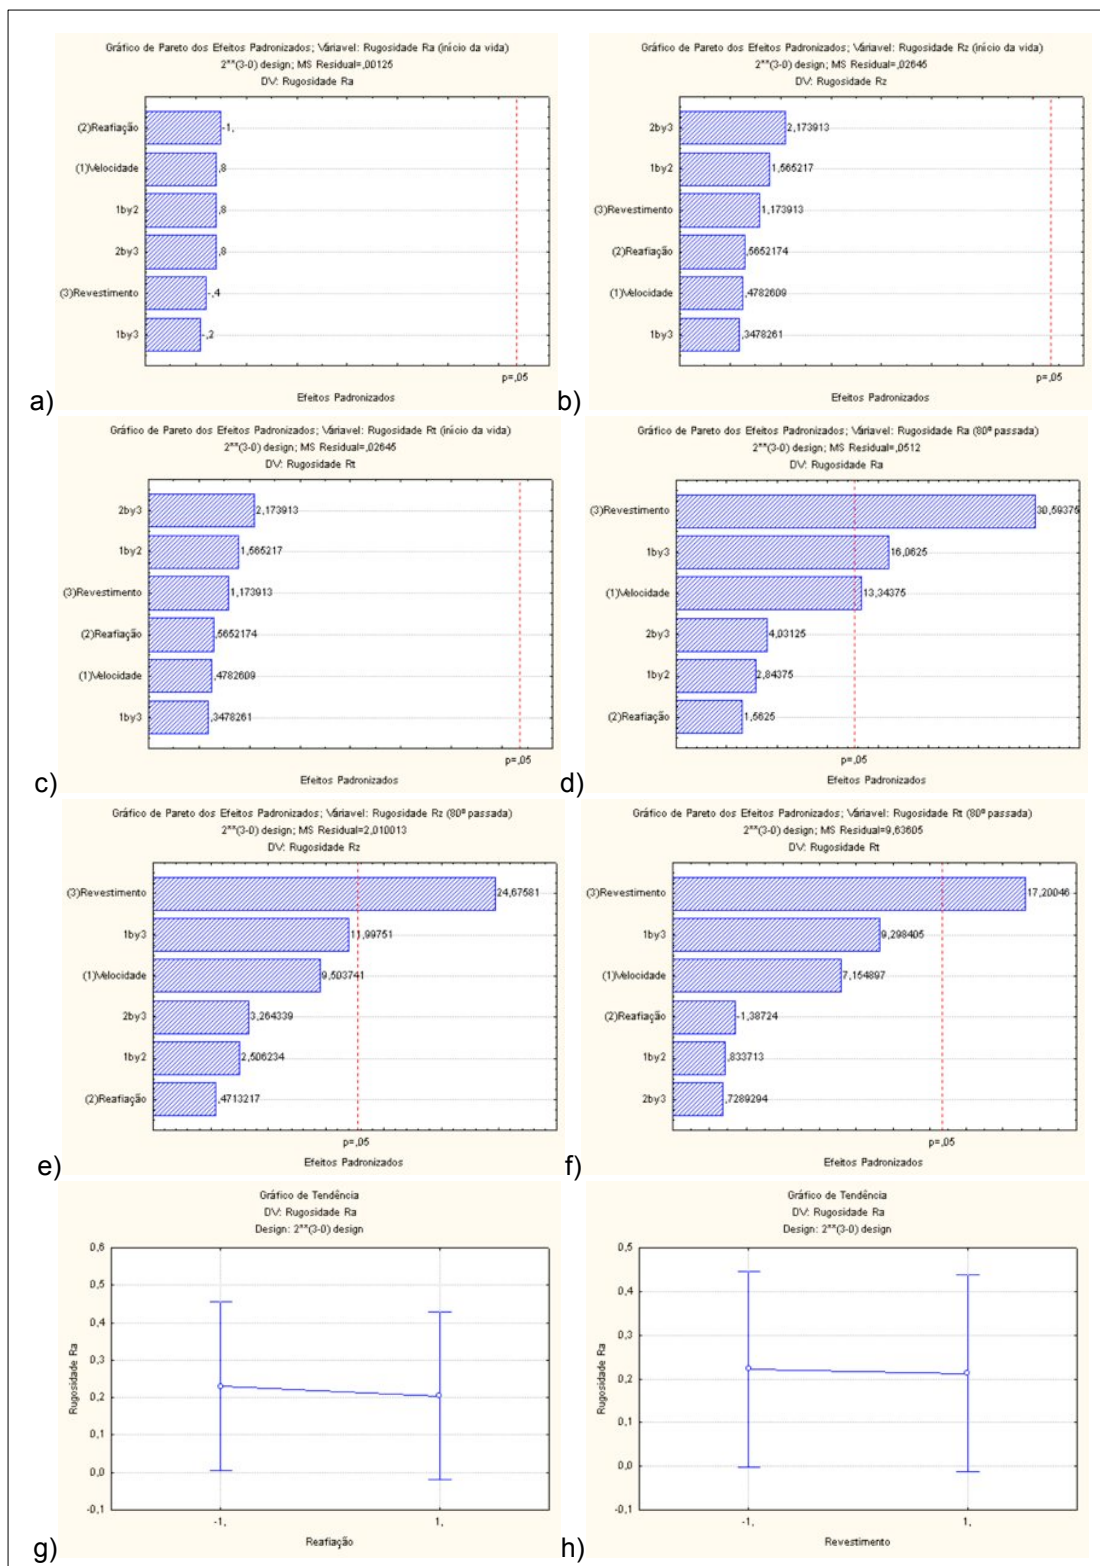 Gráfico de Pareto dos Efeitos Padronizados; Váriavel: Rugosidade Ra (início da vida)
2**(3-0) design; MS Residual=,00125
DV: Rugosidade Ra
(2)Reafiação
-1,
(1)Velocidade
,8
1by2
,8
2by3
,8
(3)Revestimento
-,4
1by3
-,2
p=,05
Efeitos Padronizados
a)
Gráfico de Pareto dos Efeitos Padronizados; Váriavel: Rugosidade Rz (início da vida)
2**(3-0) design; MS Residual=,02645
DV: Rugosidade Rz
2by3
2,173913
1by2
1,565217
(3)Revestimento
1,173913
(2)Reafiação
,5652174
(1)Velocidade
,4782609
1by3
,3478261
p=,05
Efeitos Padronizados
b)
Gráfico de Pareto dos Efeitos Padronizados; Váriavel: Rugosidade Rt (início da vida)
2**(3-0) design; MS Residual=,02645
DV: Rugosidade Rt
2by3
2,173913
1by2
1,565217
(3)Revestimento
1,173913
(2)Reafiação
,5652174
(1)Velocidade
,4782609
1by3
,3478261
p=,05
Efeitos Padronizados
c)
Gráfico de Pareto dos Efeitos Padronizados; Váriavel: Rugosidade Ra (80ª passada)
2**(3-0) design; MS Residual=,0512
DV: Rugosidade Ra
(3)Revestimento
30,59375
1by3
16,0625
(1)Velocidade
13,34375
2by3
4,03125
1by2
2,84375
(2)Reafiação
1,5625
p=,05
Efeitos Padronizados
d)
Gráfico de Pareto dos Efeitos Padronizados; Váriavel: Rugosidade Rz (80ª passada)
2**(3-0) design; MS Residual=2,010013
DV: Rugosidade Rz
(3)Revestimento
24,67581
1by3
11,99751
(1)Velocidade
9,503741
2by3
3,264339
1by2
2,506234
(2)Reafiação
,4713217
p=,05
Efeitos Padronizados
e)
Gráfico de Pareto dos Efeitos Padronizados; Váriavel: Rugosidade Rt (80ª passada)
2**(3-0) design; MS Residual=9,63605
DV: Rugosidade Rt
(3)Revestimento
17,20046
1by3
9,298405
(1)Velocidade
7,154897
(2)Reafiação
-1,38724
1by2
,833713
2by3
,7289294
p=,05
Efeitos Padronizados
f)
Gráfico de Tendência
DV: Rugosidade Ra
Design: 2**(3-0) design
0,6
0,5
0,4
0,3
0,2
0,1
0,0
-0,1
Rugosidade Ra
-1,
1,
Reafiação
g)
Gráfico de Tendência
DV: Rugosidade Ra
Design: 2**(3-0) design
0,5
0,4
0,3
0,2
0,1
0,0
-0,1
Rugosidade Ra
-1,
1,
Revestimento
h)